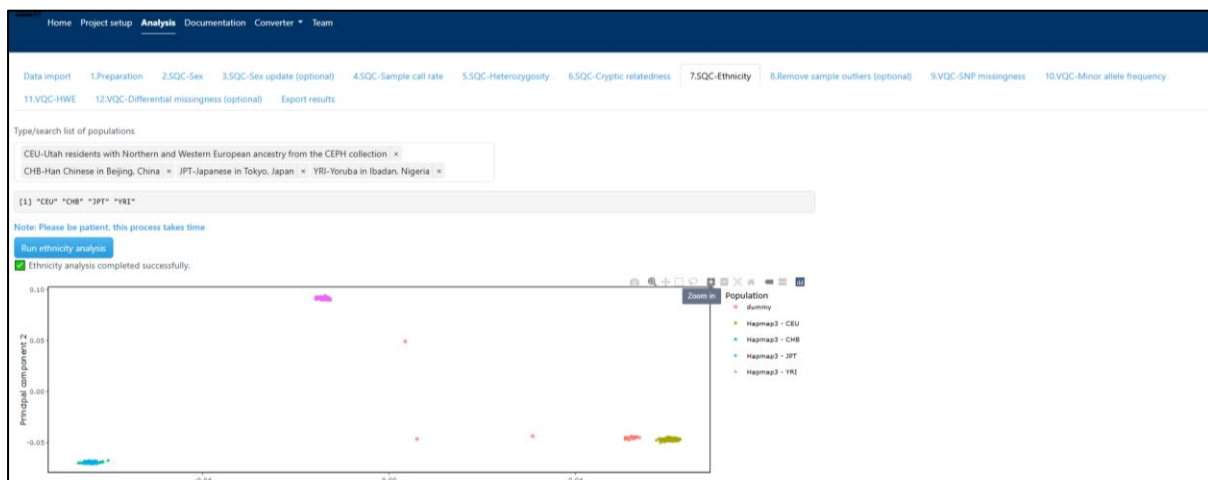 Home Project setup Analysis Documentation Converter Team
Data import 1.Preparation 2.SQC-Sex 3.SQC-Sex update (optional) 4.SQC-Sample call rate 5.SQC-Heterozygosity 6.SQC-Cryptic relatedness 7.SQC-Ethnicity 8.Remove sample outliers (optional) 9.VQC-SNP missingness 10.VQC-Minor allele frequency
11.VQC-HWE 12.VQC-Differential missingness (optional) Export results
Type/search list of populations
CEU-Utah residents with Northern and Western European ancestry from the CEPH collection ×
CHB-Han Chinese in Beijing, China × JPT-Japanese in Tokyo, Japan × YRI-Yoruba in Ibadan, Nigeria ×
[1] "CEU" "CHB" "JPT" "YRI"
Note: Please be patient, this process takes time
Run ethnicity analysis
Ethnicity analysis completed successfully.
Zoom in
Population
dummy
Hapmap3 - CEU
Hapmap3 - CHB
Hapmap3 - JPT
Hapmap3 - YRI
Principal component 2
0.10
0.05
0.00
-0.05